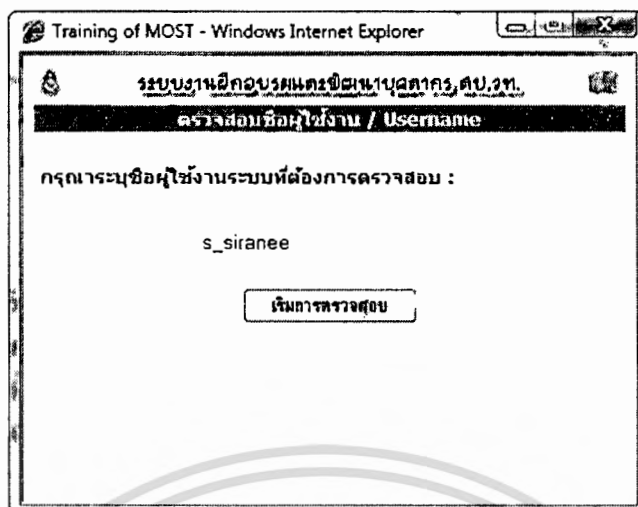 Training of MOST - Windows Internet Explorer
ระบบงานฝึกอบรมและพัฒนาบุคลากร,สป.วท.
ตรวจสอบชื่อผู้ใช้งาน / Username
กรุณาระบุชื่อผู้ใช้งานระบบที่ต้องการตรวจสอบ :
s_siranee
เริ่มการตรวจสอบ